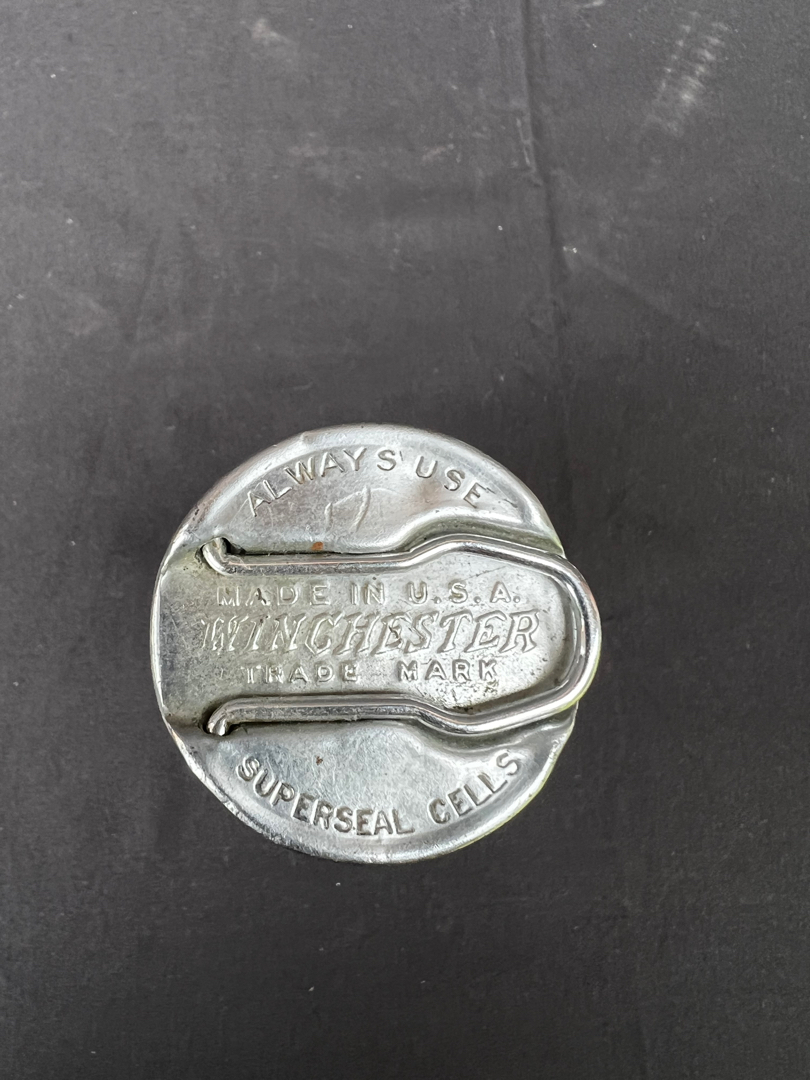 ALWAYS USE
MADE IN U.S.A.
WINCHESTER
TRADE MARK
SUPERSEAL CELLS